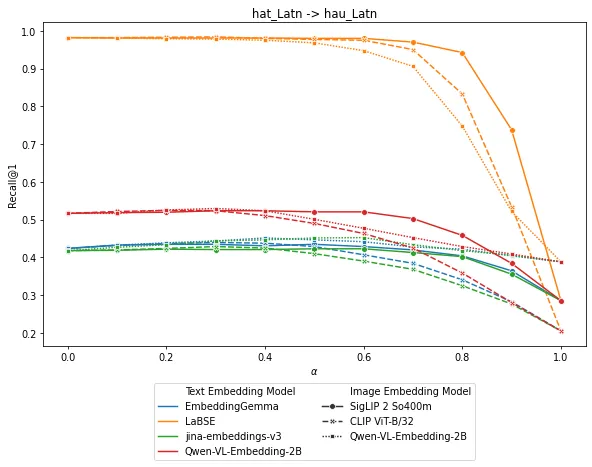 hat_Latn -> hau_Latn
Recall@1
1.0
0.9
0.8
0.7
0.6
0.5
0.4
0.3
0.2
0.0 0.2 0.4 0.6 0.8 1.0
α
Text Embedding Model
EmbeddingGemma
LaBSE
jina-embeddings-v3
Qwen-VL-Embedding-2B
Image Embedding Model
SigLIP 2 So400m
CLIP ViT-B/32
Qwen-VL-Embedding-2B